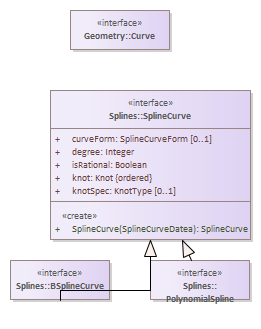 «interface»
Geometry::Curve
«interface»
Splines::SplineCurve
+ curveForm: SplineCurveForm [0..1]
+ degree: Integer
+ isRational: Boolean
+ knot: Knot {ordered}
+ knotSpec: KnotType [0..1]
«create»
+ SplineCurve(SplineCurveDatea): SplineCurve
«interface»
Splines::BSplineCurve
«interface»
Splines::
PolynomialSpline